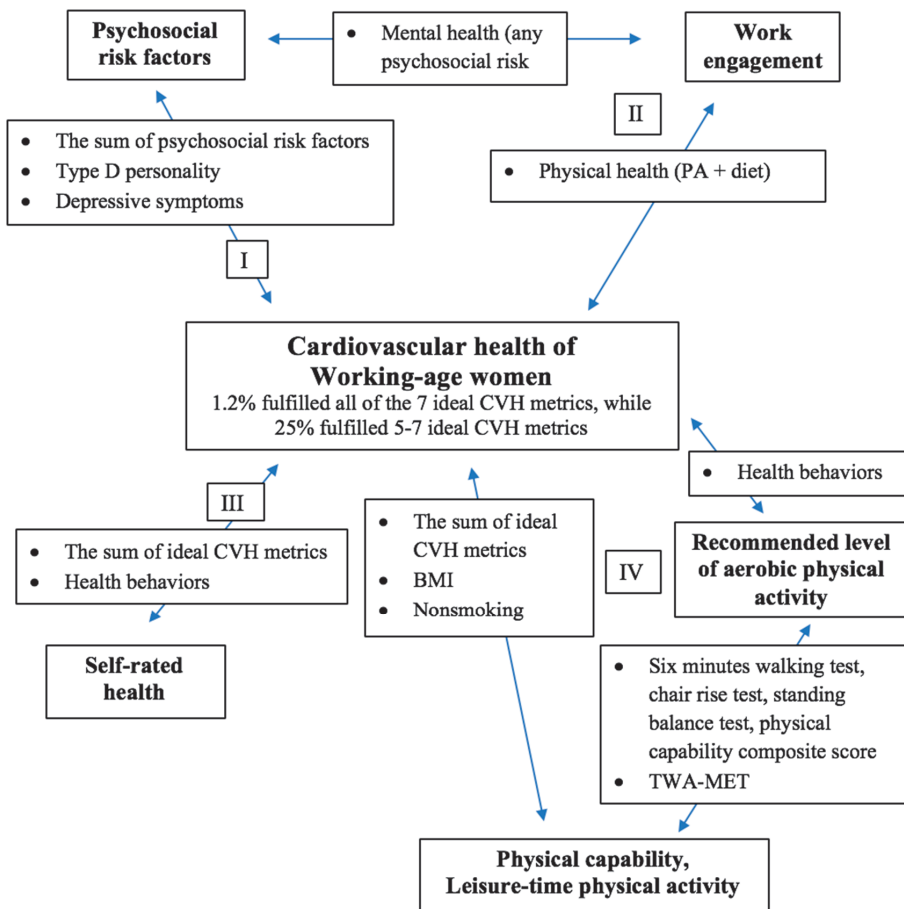 Psychosocial
risk factors
• Mental health (any
psychosocial risk
Work
engagement
II
• The sum of psychosocial risk factors
• Type D personality
• Depressive symptoms
• Physical health (PA + diet)
I
Cardiovascular health of
Working-age women
1.2% fulfilled all of the 7 ideal CVH metrics, while
25% fulfilled 5-7 ideal CVH metrics
• Health behaviors
III
• The sum of ideal CVH metrics
• Health behaviors
• The sum of ideal
CVH metrics
• BMI
• Nonsmoking
IV
Recommended level
of aerobic physical
activity
Self-rated
health
• Six minutes walking test,
chair rise test, standing
balance test, physical
capability composite score
• TWA-MET
Physical capability,
Leisure-time physical activity